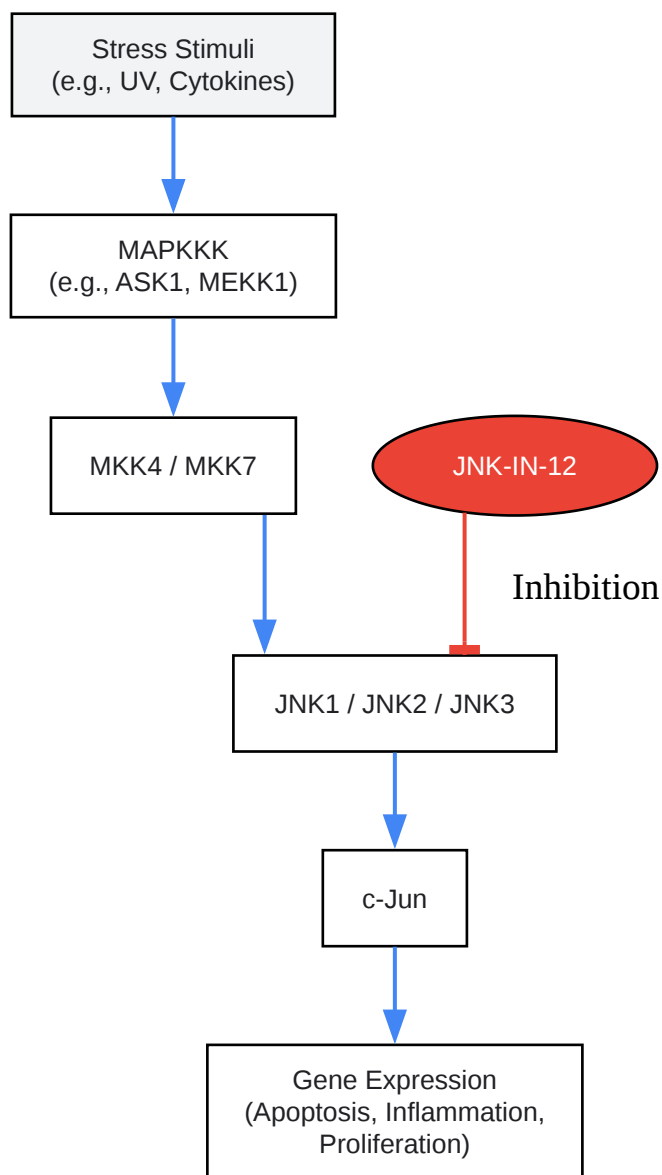 Stress Stimuli
(e.g., UV, Cytokines)
MAPKKK
(e.g., ASK1, MEKK1)
MKK4 / MKK7
JNK-IN-12
Inhibition
JNK1 / JNK2 / JNK3
c-Jun
Gene Expression
(Apoptosis, Inflammation,
Proliferation)